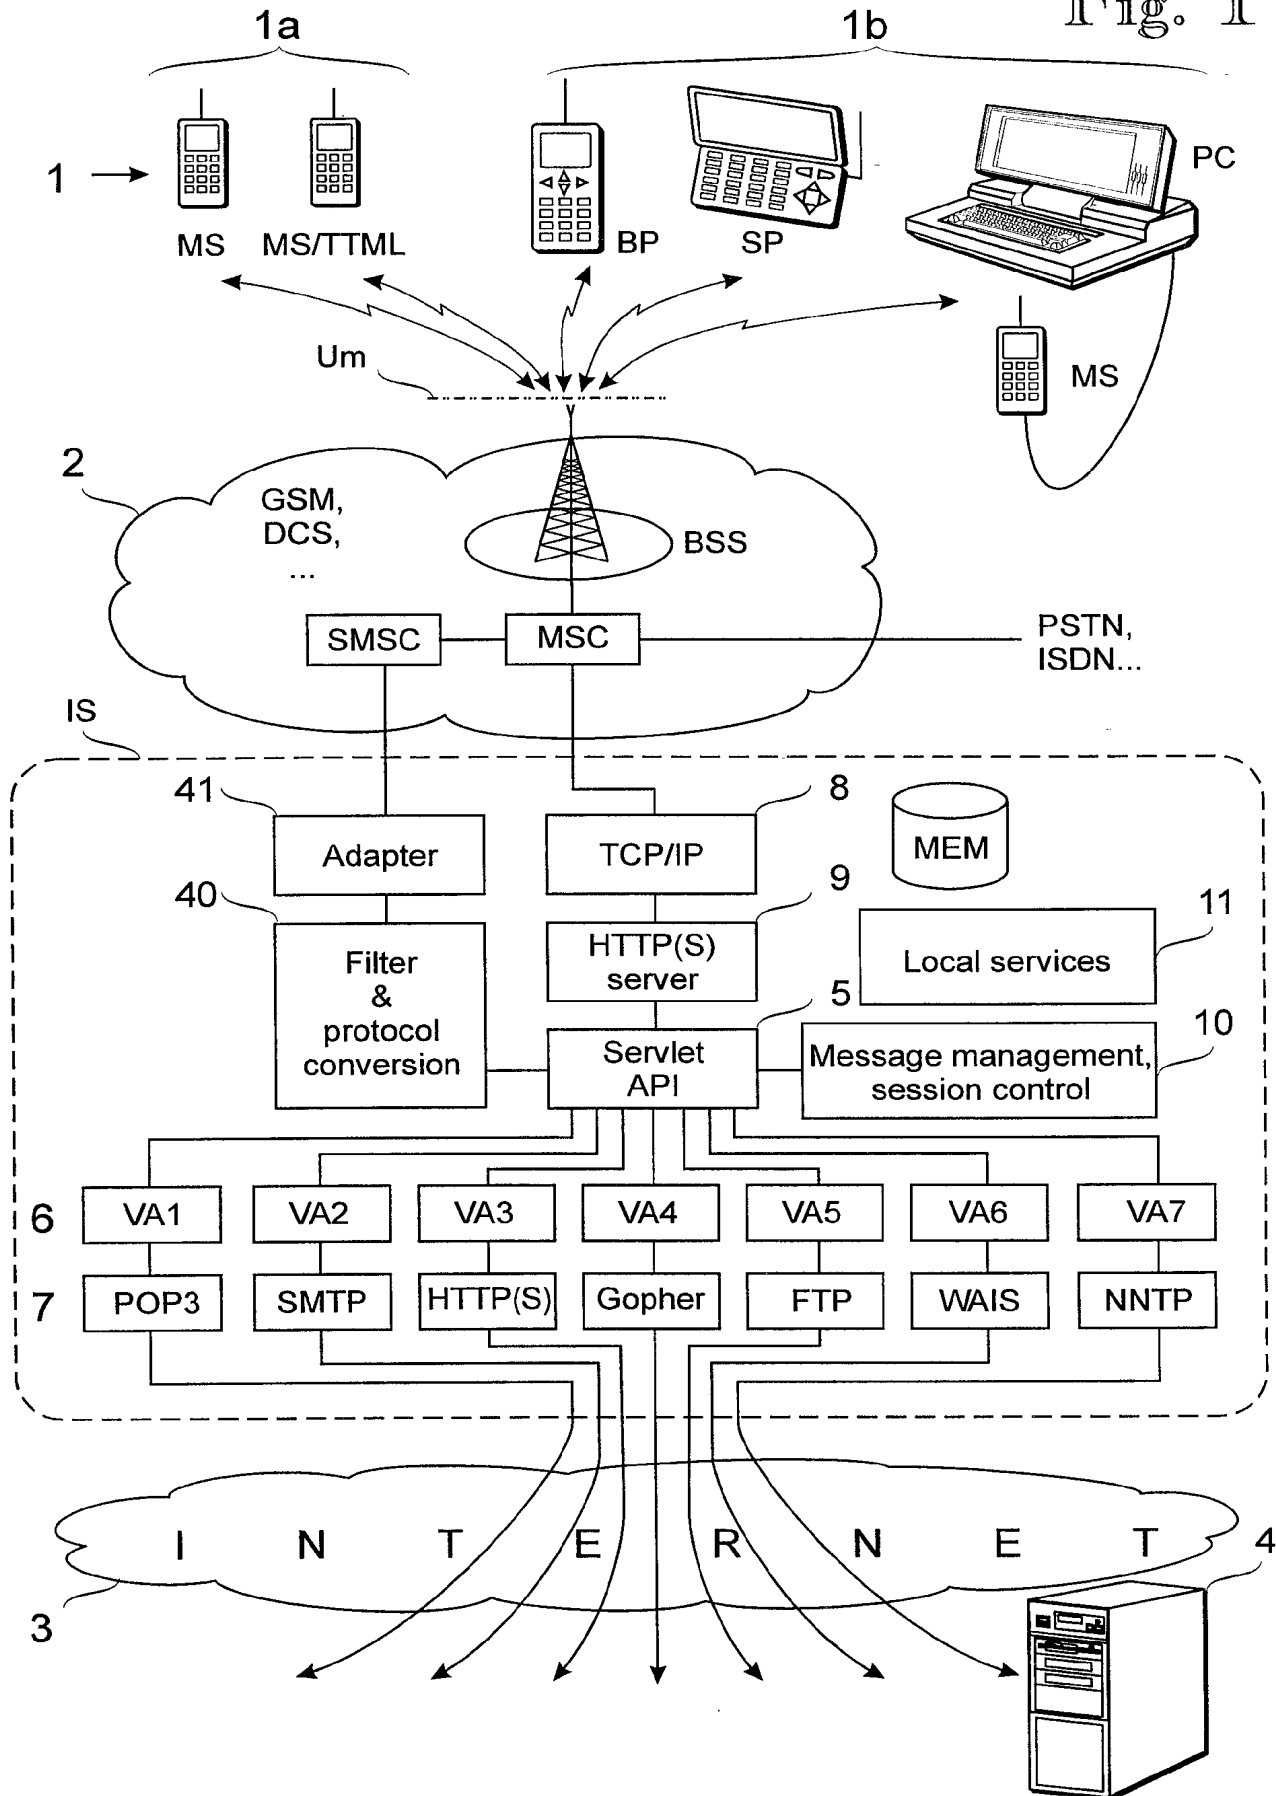 Fig. 1
1a
1b
1
MS
MS/TTML
BP
SP
PC
MS
Um
2
GSM,
DCS,
...
BSS
SMSC
MSC
PSTN,
ISDN...
IS
41
Adapter
8
TCP/IP
MEM
40
Filter
&
protocol
conversion
9
HTTP(S)
server
11
Local services
5
Servlet
API
10
Message management,
session control
6
VA1
VA2
VA3
VA4
VA5
VA6
VA7
7
POP3
SMTP
HTTP(S)
Gopher
FTP
WAIS
NNTP
I N T E R N E T
3
4